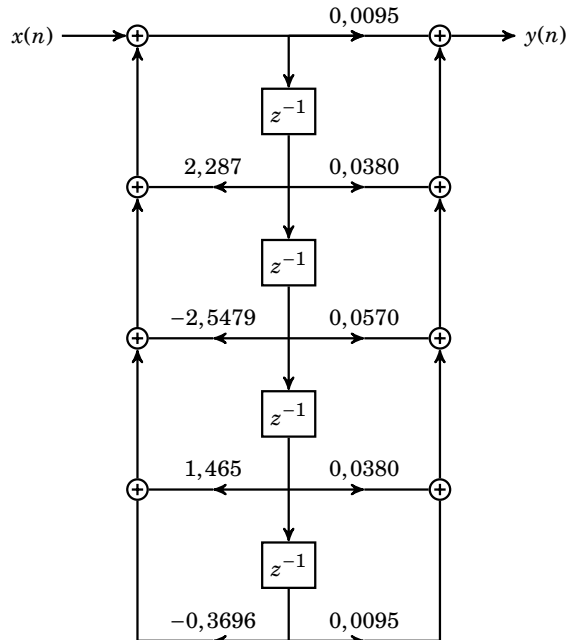 0,0095
x(n) y(n)
z⁻¹
2,287 0,0380
z⁻¹
−2,5479 0,0570
z⁻¹
1,465 0,0380
z⁻¹
−0,3696 0,0095